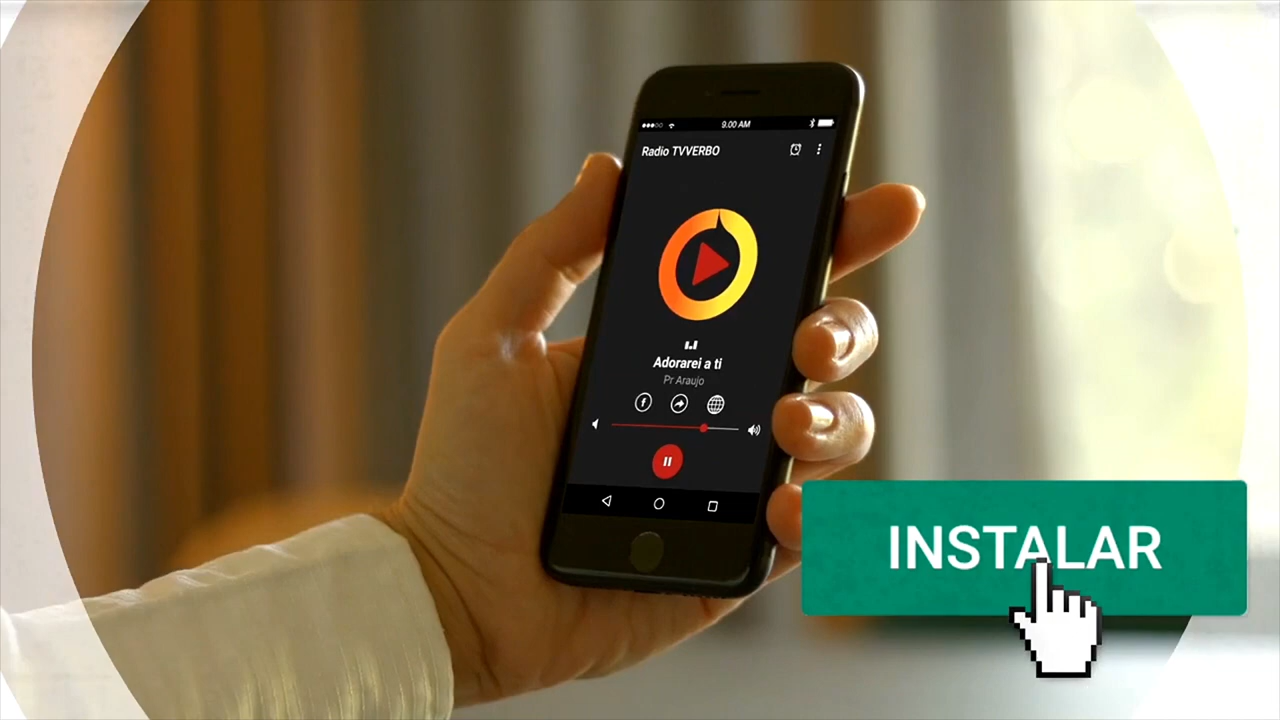 9.00 AM
Radio TVVERBO
Adorarei a ti
Pr Araujo
INSTALAR